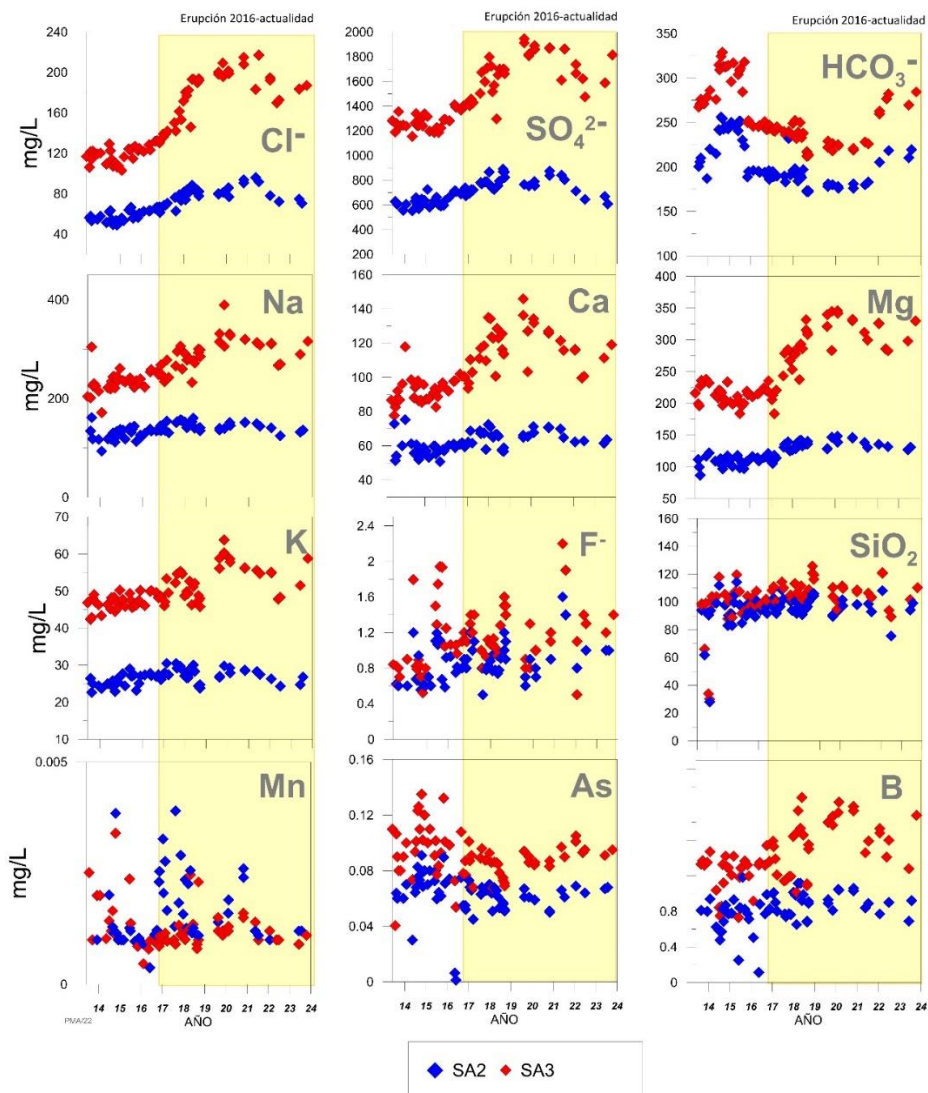 Erupción 2016-actualidad
Erupción 2016-actualidad
Erupción 2016-actualidad
240
200
160
120
80
40
mg/L
Cl-
2000
1800
1600
1400
1200
1000
800
600
400
200
SO42-
350
300
250
200
150
100
HCO3-
400
200
0
mg/L
Na
160
140
120
100
80
60
40
Ca
400
350
300
250
200
150
100
50
Mg
70
60
50
40
30
20
10
K
2.4
2
1.6
1.2
0.8
0.4
0
F-
160
140
120
100
80
60
40
20
0
SiO2
0.005
0
mg/L
Mn
0.16
0.12
0.08
0.04
0
As
0.8
0.4
0
B
14 15 16 17 18 19 20 21 22 23 24
14 15 16 17 18 19 20 21 22 23 24
14 15 16 17 18 19 20 21 22 23 24
PMA/22
AÑO
AÑO
AÑO
SA2 SA3